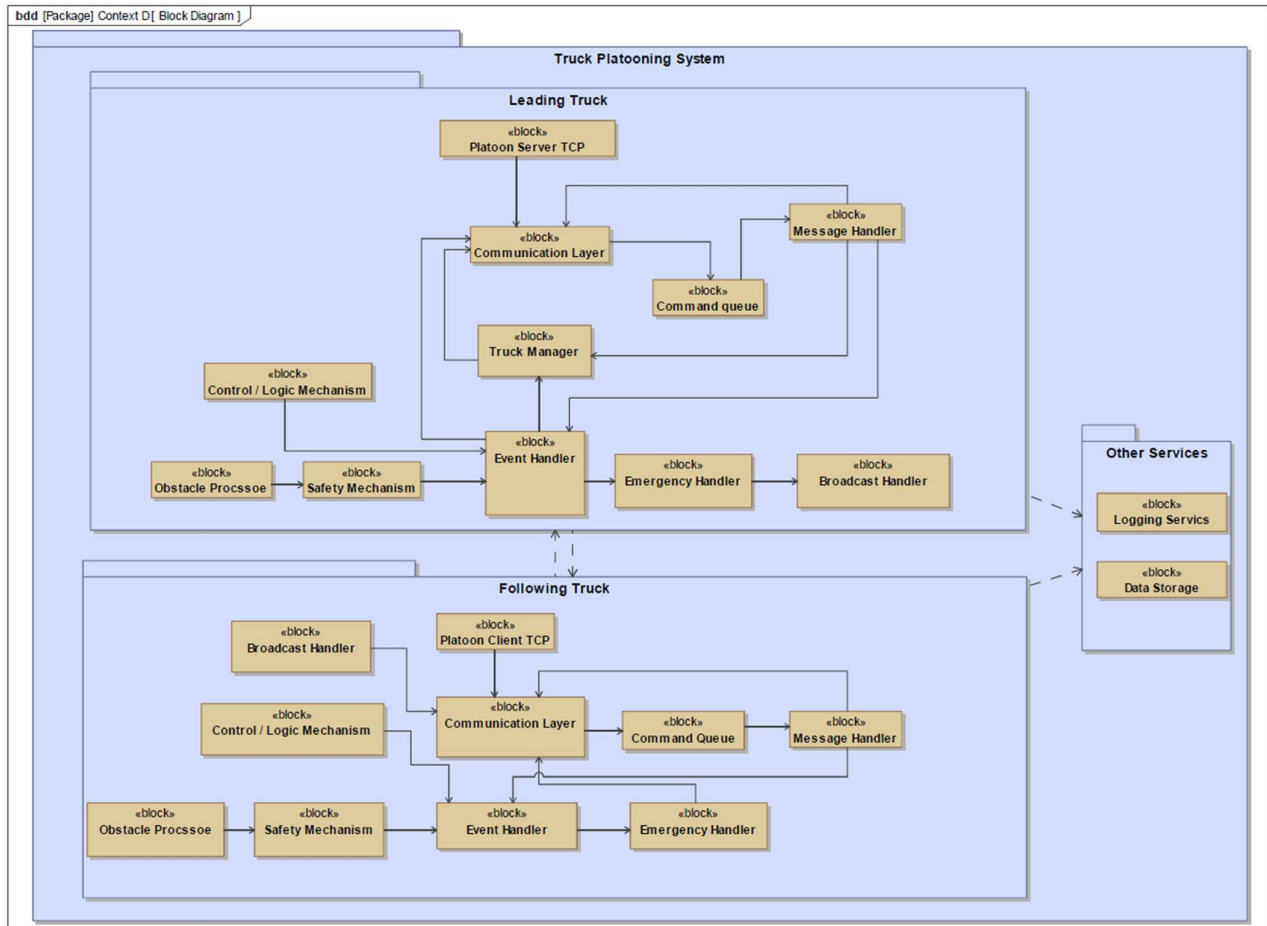 bdd [Package] Context D[ Block Diagram ]
Truck Platooning System
Leading Truck
«block»
Platoon Server TCP
«block»
Message Handler
«block»
Communication Layer
«block»
Command queue
«block»
Truck Manager
«block»
Control / Logic Mechanism
«block»
Event Handler
«block»
Obstacle Procssoe
«block»
Safety Mechanism
«block»
Emergency Handler
«block»
Broadcast Handler
Other Services
«block»
Logging Servics
«block»
Data Storage
Following Truck
«block»
Broadcast Handler
«block»
Platoon Client TCP
«block»
Control / Logic Mechanism
«block»
Communication Layer
«block»
Command Queue
«block»
Message Handler
«block»
Obstacle Procssoe
«block»
Safety Mechanism
«block»
Event Handler
«block»
Emergency Handler